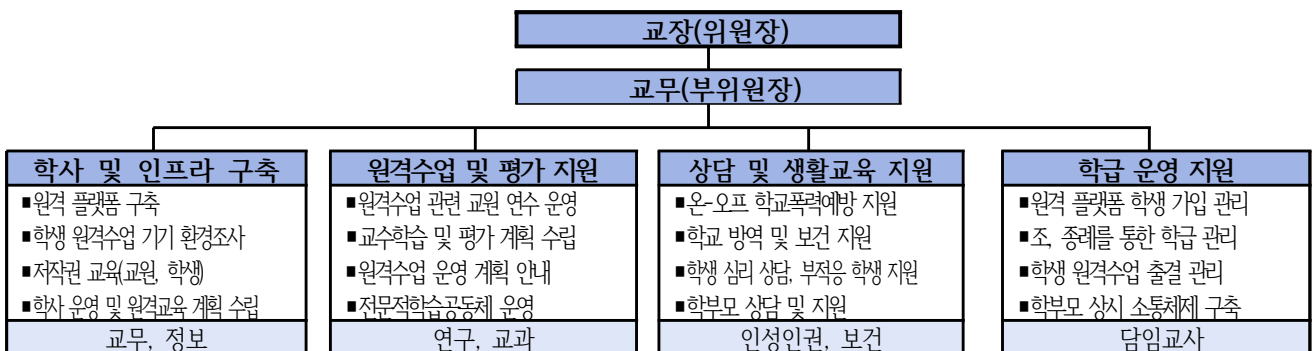 교장(위원장)
교무(부위원장)
학사 및 인프라 구축
■원격 플랫폼 구축
■학생 원격수업 기기 환경조사
■저작권 교육(교원, 학생)
■학사 운영 및 원격교육 계획 수립
교무, 정보
원격수업 및 평가 지원
■원격수업 관련 교원 연수 운영
■교수학습 및 평가 계획 수립
■원격수업 운영 계획 안내
■전문적학습공동체 운영
연구, 교과
상담 및 생활교육 지원
■온-오프 학교폭력예방 지원
■학교 방역 및 보건 지원
■학생 심리 상담, 부적응 학생 지원
■학부모 상담 및 지원
인성인권, 보건
학급 운영 지원
■원격 플랫폼 학생 가입 관리
■조, 종례를 통한 학급 관리
■학생 원격수업 출결 관리
■학부모 상시 소통체제 구축
담임교사